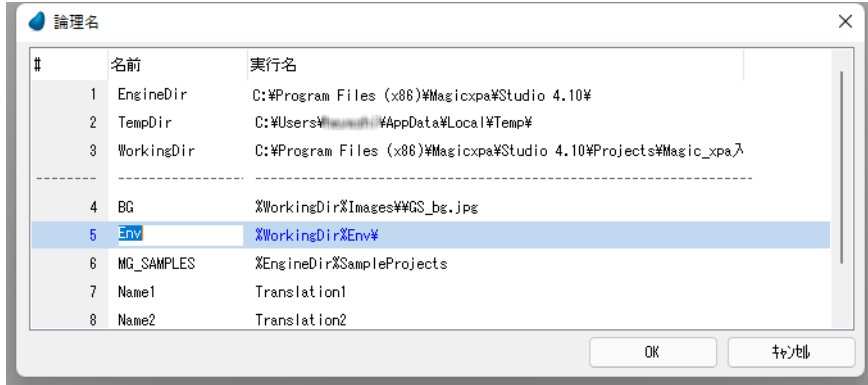 論理名
# 名前 実行名
1 EngineDir C:¥Program Files (x86)¥Magicxpa¥Studio 4.10¥
2 TempDir C:¥Users¥ ¥AppData¥Local¥Temp¥
3 WorkingDir C:¥Program Files (x86)¥Magicxpa¥Studio 4.10¥Projects¥Magic_xpa入
4 BG %WorkingDir%Images¥¥GS_bg.jpg
5 Env %WorkingDir%Env¥
6 MG_SAMPLES %EngineDir%SampleProjects
7 Name1 Translation1
8 Name2 Translation2
OK キャンセル